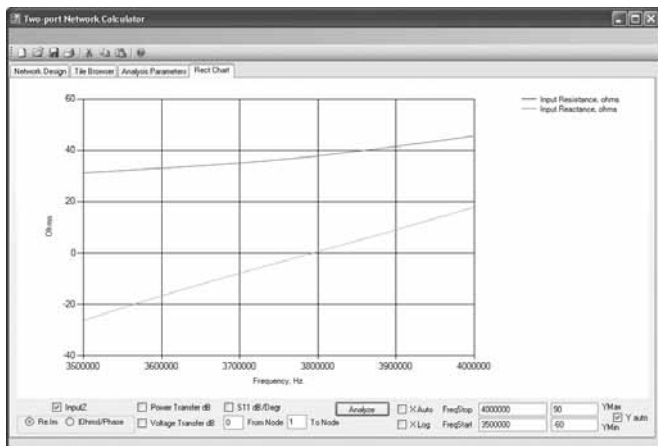 Two-port Network Calculator
Network Design Tile Browser Analysis Parameters Rect Chart
60
40
20
0
-20
-40
Ohms
3500000 3600000 3700000 3800000 3900000 4000000
Frequency, Hz
Input Resistance, ohms
Input Reactance, ohms
InputZ Power Transfer dB S11 dB/Degr Analyze X Auto FreqStop 4000000 90 YMax
Re.Im |Ohms|/Phase Voltage Transfer dB 0 From Node 1 To Node X Log FreqStart 3500000 -60 YMin Y auto